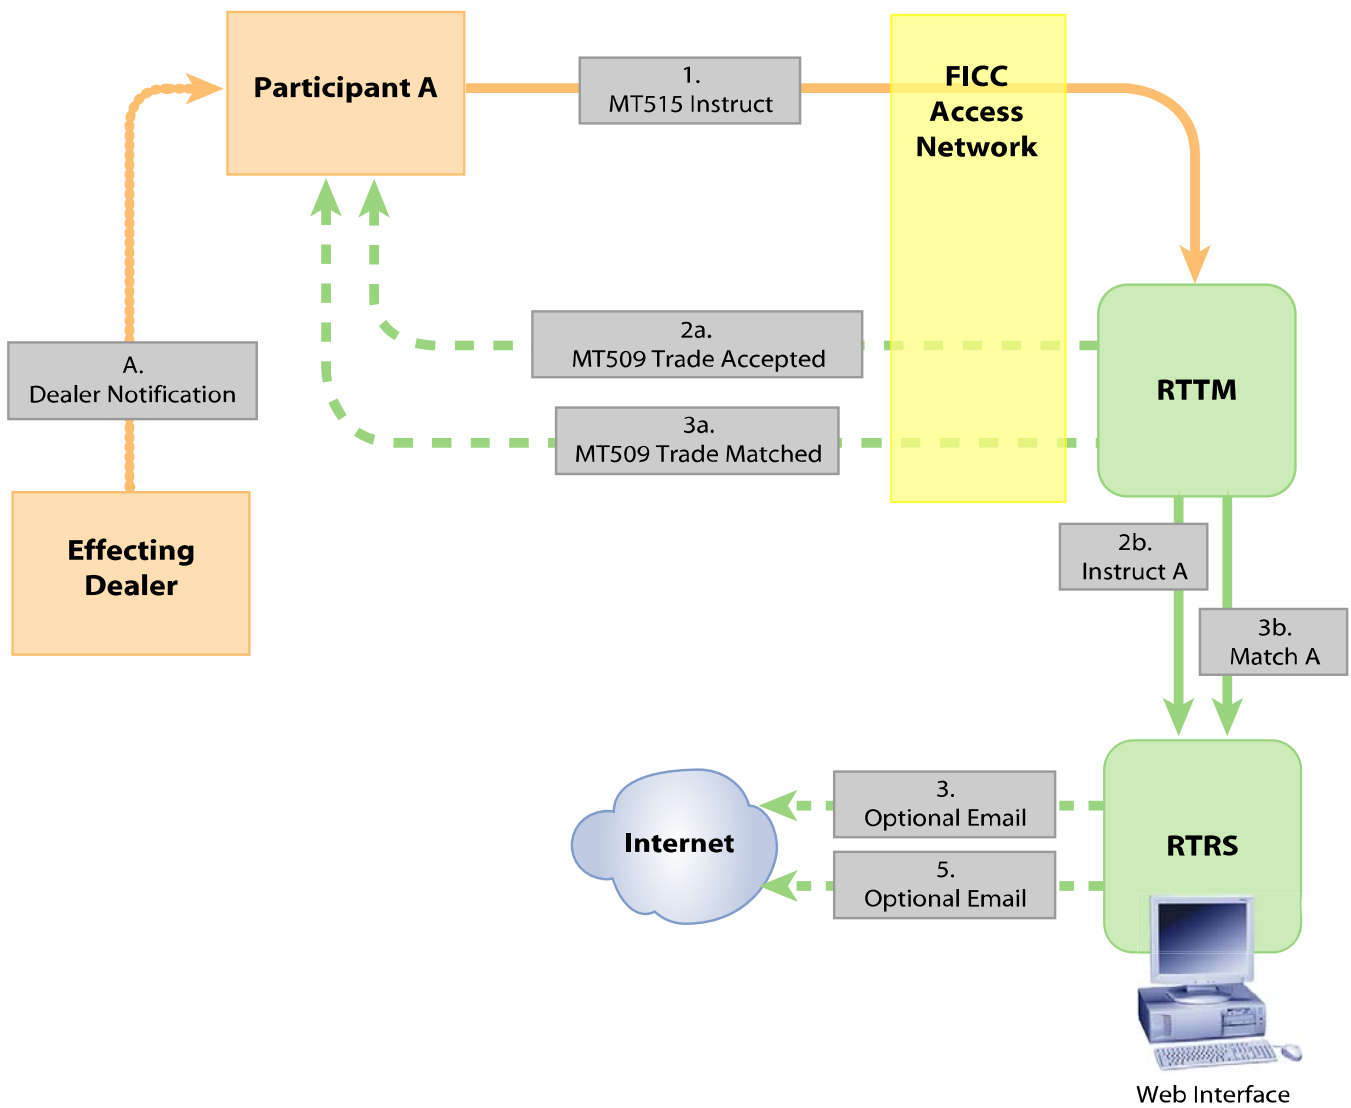 Participant A
1.
MT515 Instruct
FICC
Access
Network
2a.
MT509 Trade Accepted
A.
Dealer Notification
RTTM
3a.
MT509 Trade Matched
Effecting
Dealer
2b.
Instruct A
3b.
Match A
3.
Optional Email
Internet
RTRS
5.
Optional Email
Web Interface